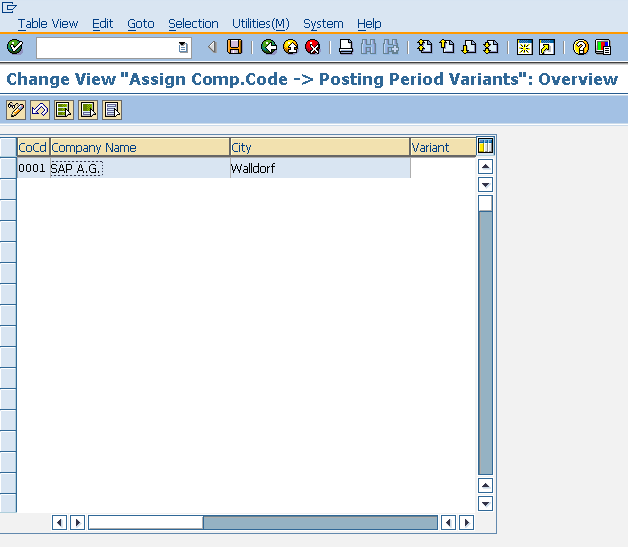 Table View Edit Goto Selection Utilities(M) System Help
Change View "Assign Comp.Code -> Posting Period Variants": Overview
CoCd Company Name City Variant
0001 SAP A.G. Walldorf